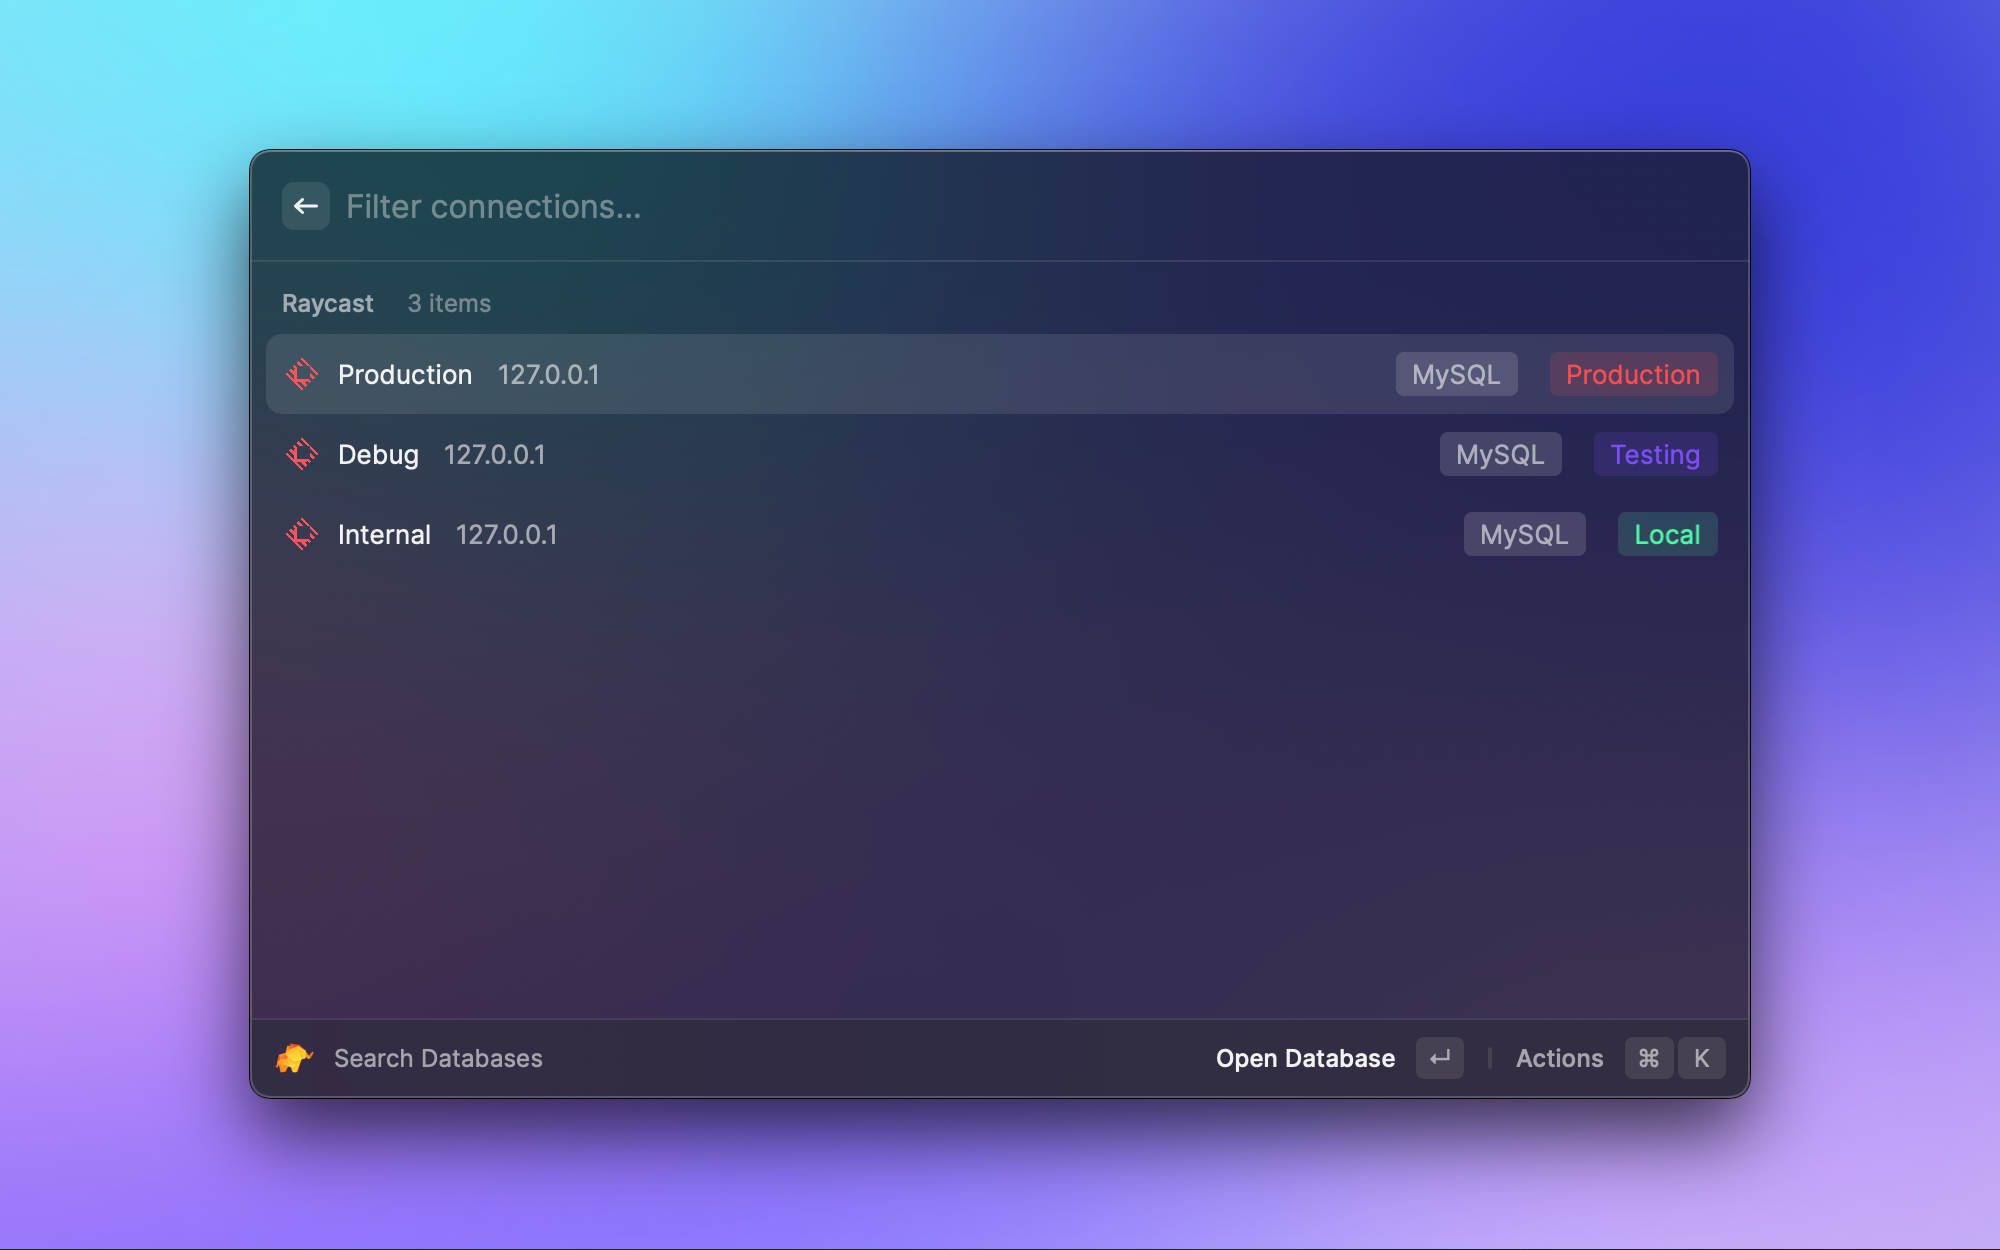 Filter connections...
Raycast 3 items
Production 127.0.0.1 MySQL Production
Debug 127.0.0.1 MySQL Testing
Internal 127.0.0.1 MySQL Local
Search Databases Open Database ↵ Actions ⌘ K